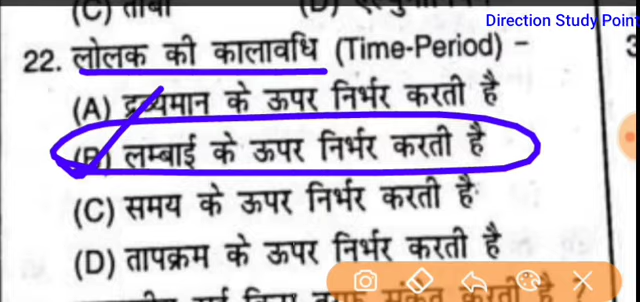 (C) तांबा
Direction Study Poin
22. लोलक की कालावधि (Time-Period) –
(A) द्रव्यमान के ऊपर निर्भर करती है
(B) लम्बाई के ऊपर निर्भर करती है
(C) समय के ऊपर निर्भर करती है
(D) तापक्रम के ऊपर निर्भर करती है